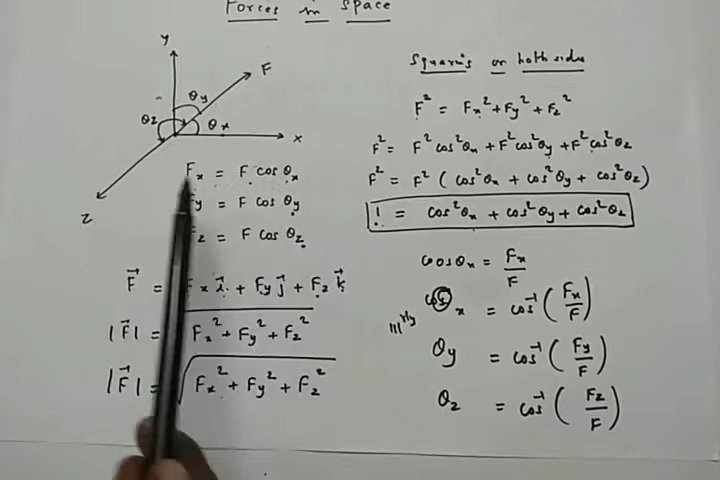 Forces in space
y
F
θy
θz
θx
x
z
Fx = F cos θx
Fy = F cos θy
Fz = F cos θz
F⃗ = Fx i⃗ + Fy j⃗ + Fz k⃗
|F⃗| = Fx² + Fy² + Fz²
|F⃗| = √Fx² + Fy² + Fz²
Squaring on both sides
F² = Fx² + Fy² + Fz²
F² = F² cos²θx + F² cos²θy + F² cos²θz
F² = F² ( cos²θx + cos²θy + cos²θz )
1 = cos²θx + cos²θy + cos²θz
cosθx = Fx/F
θx = cos⁻¹ ( Fx/F )
|||rly
θy = cos⁻¹ ( Fy/F )
θz = cos⁻¹ ( Fz/F )